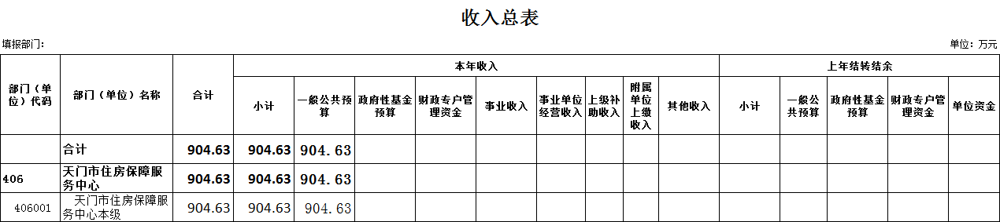 收入总表
填报部门：
单位：万元
部门（单
位）代码
部门（单位）名称
合计
本年收入
上年结转结余
小计
一般公共预
算
政府性基金
预算
财政专户管
理资金
事业收入
事业单位
经营收入
上级补
助收入
附属
单位
上缴
收入
其他收入
小计
一般公
共预算
政府性基金
预算
财政专户管
理资金
单位资金
合计 904.63 904.63 904.63
406 天门市住房保障服
务中心 904.63 904.63 904.63
406001 天门市住房保障服
务中心本级 904.63 904.63 904.63